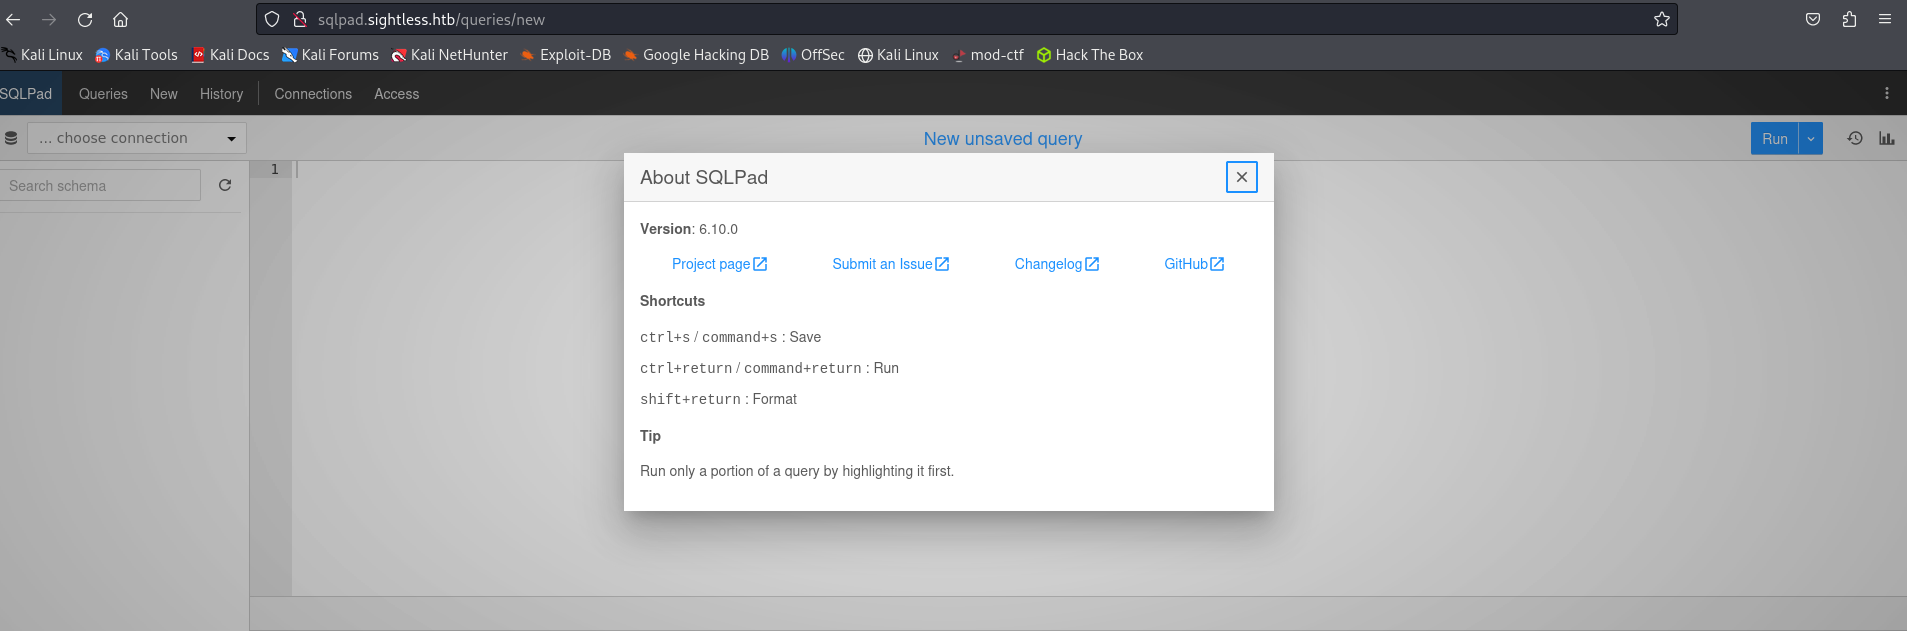 sqlpad.sightless.htb/queries/new
Kali Linux Kali Tools Kali Docs Kali Forums Kali NetHunter Exploit-DB Google Hacking DB OffSec Kali Linux mod-ctf Hack The Box
SQLPad Queries New History Connections Access
... choose connection New unsaved query Run
Search schema 1
About SQLPad
Version: 6.10.0
Project page Submit an Issue Changelog GitHub
Shortcuts
ctrl+s / command+s : Save
ctrl+return / command+return : Run
shift+return : Format
Tip
Run only a portion of a query by highlighting it first.